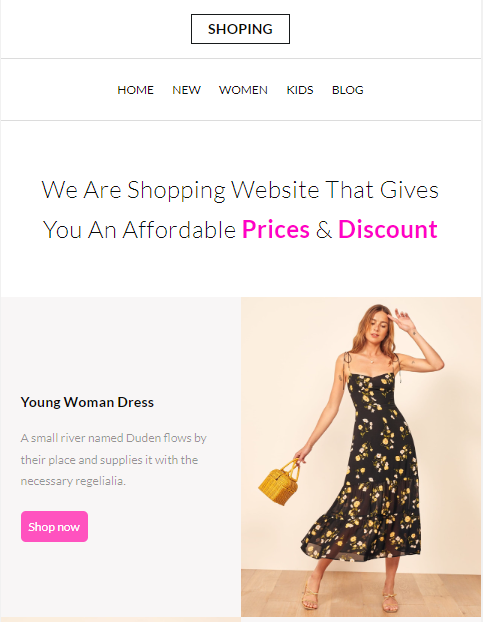 SHOPING
HOME NEW WOMEN KIDS BLOG
We Are Shopping Website That Gives
You An Affordable Prices & Discount
Young Woman Dress
A small river named Duden flows by
their place and supplies it with the
necessary regelialia.
Shop now